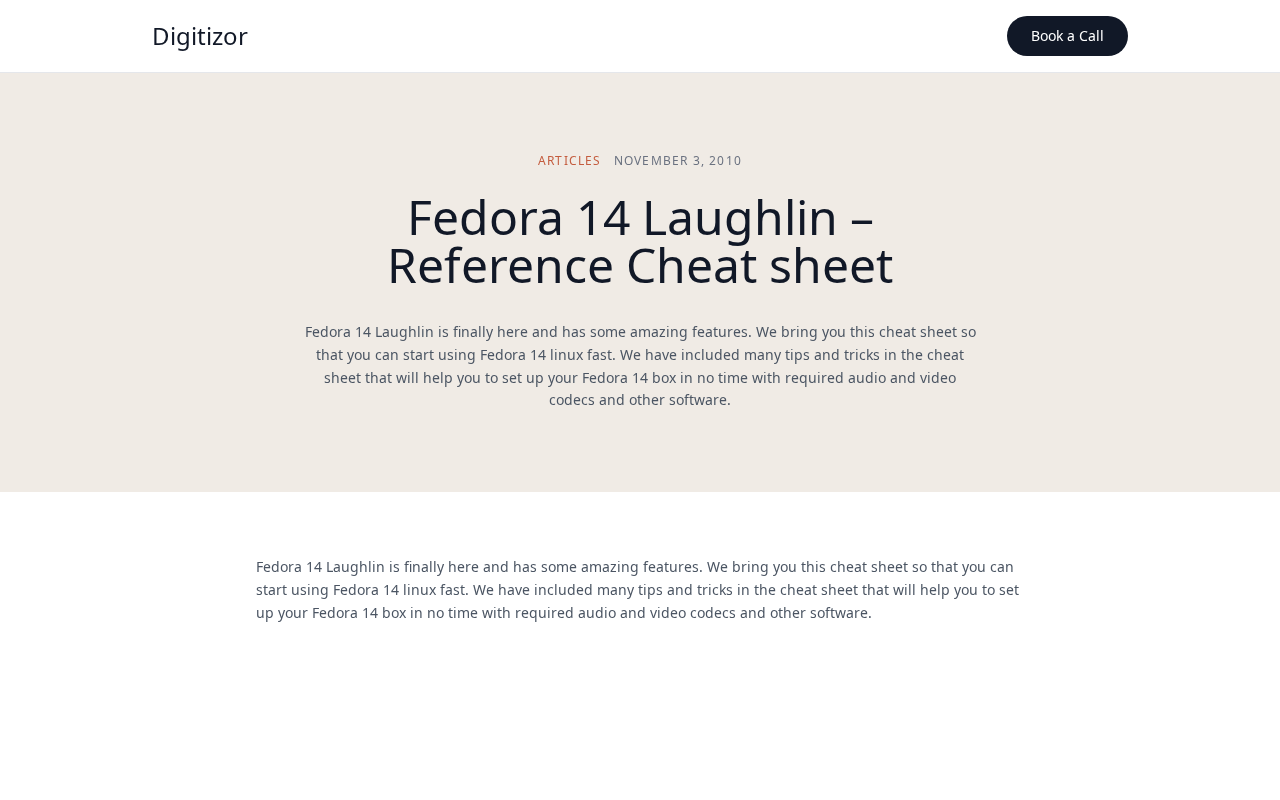 Digitizor
Book a Call
ARTICLES NOVEMBER 3, 2010
Fedora 14 Laughlin –
Reference Cheat sheet
Fedora 14 Laughlin is finally here and has some amazing features. We bring you this cheat sheet so
that you can start using Fedora 14 linux fast. We have included many tips and tricks in the cheat
sheet that will help you to set up your Fedora 14 box in no time with required audio and video
codecs and other software.
Fedora 14 Laughlin is finally here and has some amazing features. We bring you this cheat sheet so that you can
start using Fedora 14 linux fast. We have included many tips and tricks in the cheat sheet that will help you to set
up your Fedora 14 box in no time with required audio and video codecs and other software.